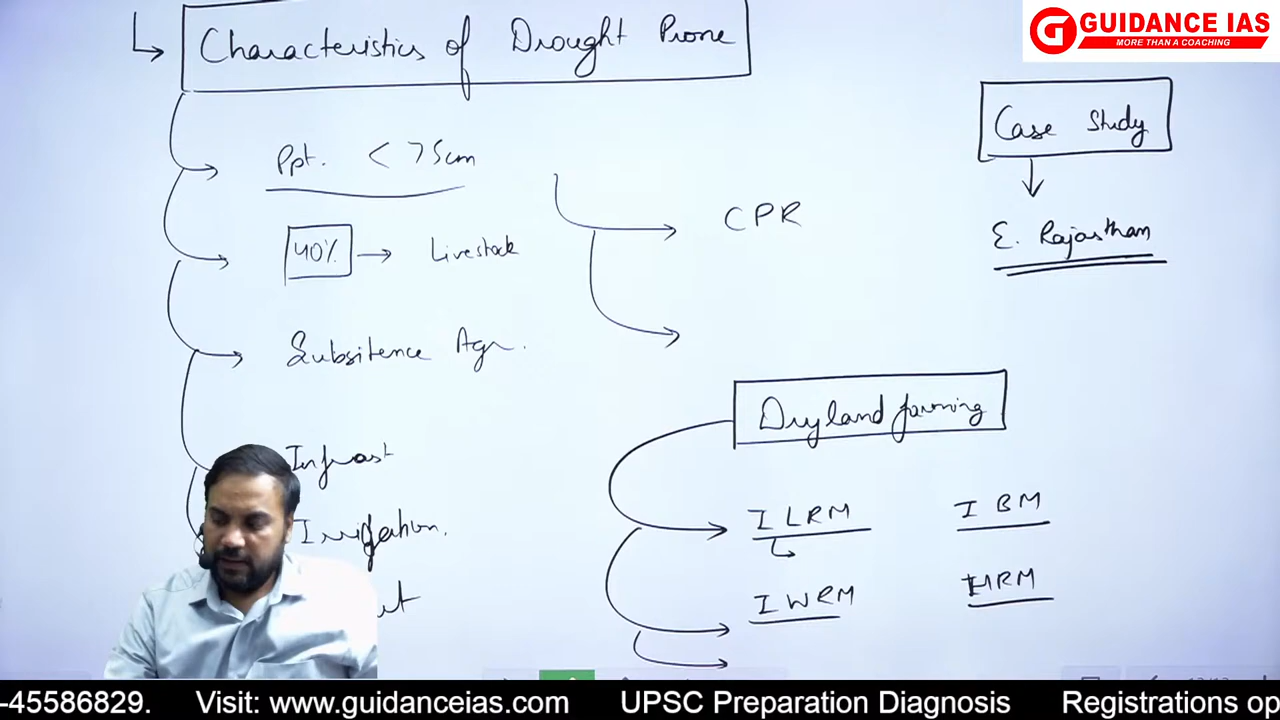 GUIDANCE IAS
MORE THAN A COACHING
Characteristics of Drought Prone
Case Study
Ppt. < 75cm
CPR
E. Rajasthan
40% → Livestock
Subsitence Agr.
Dryland farming
Infrast
ILRM
IBM
Irrigation.
IWRM
HRM
-45586829. Visit: www.guidanceias.com UPSC Preparation Diagnosis Registrations op